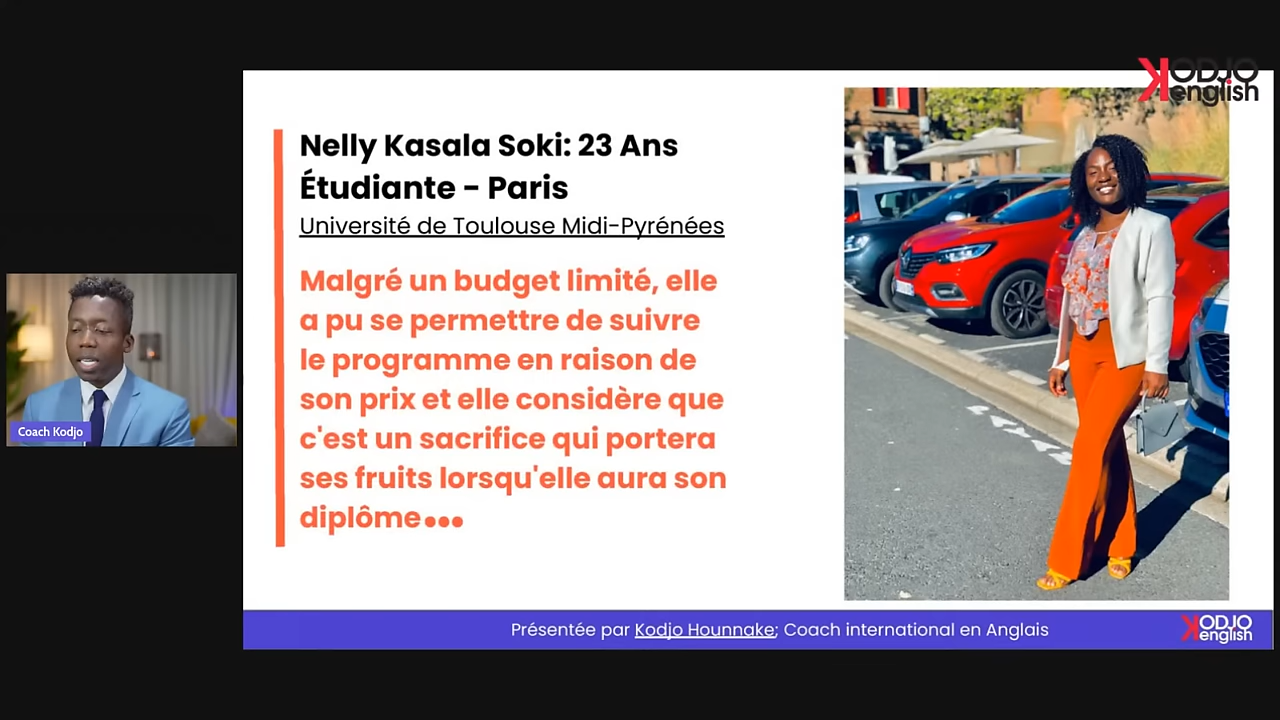 KODJO
english
Nelly Kasala Soki: 23 Ans
Étudiante - Paris
Université de Toulouse Midi-Pyrénées
Malgré un budget limité, elle
a pu se permettre de suivre
le programme en raison de
son prix et elle considère que
c'est un sacrifice qui portera
ses fruits lorsqu'elle aura son
diplôme...
Coach Kodjo
Présentée par Kodjo Hounnake; Coach international en Anglais
KODJO
english